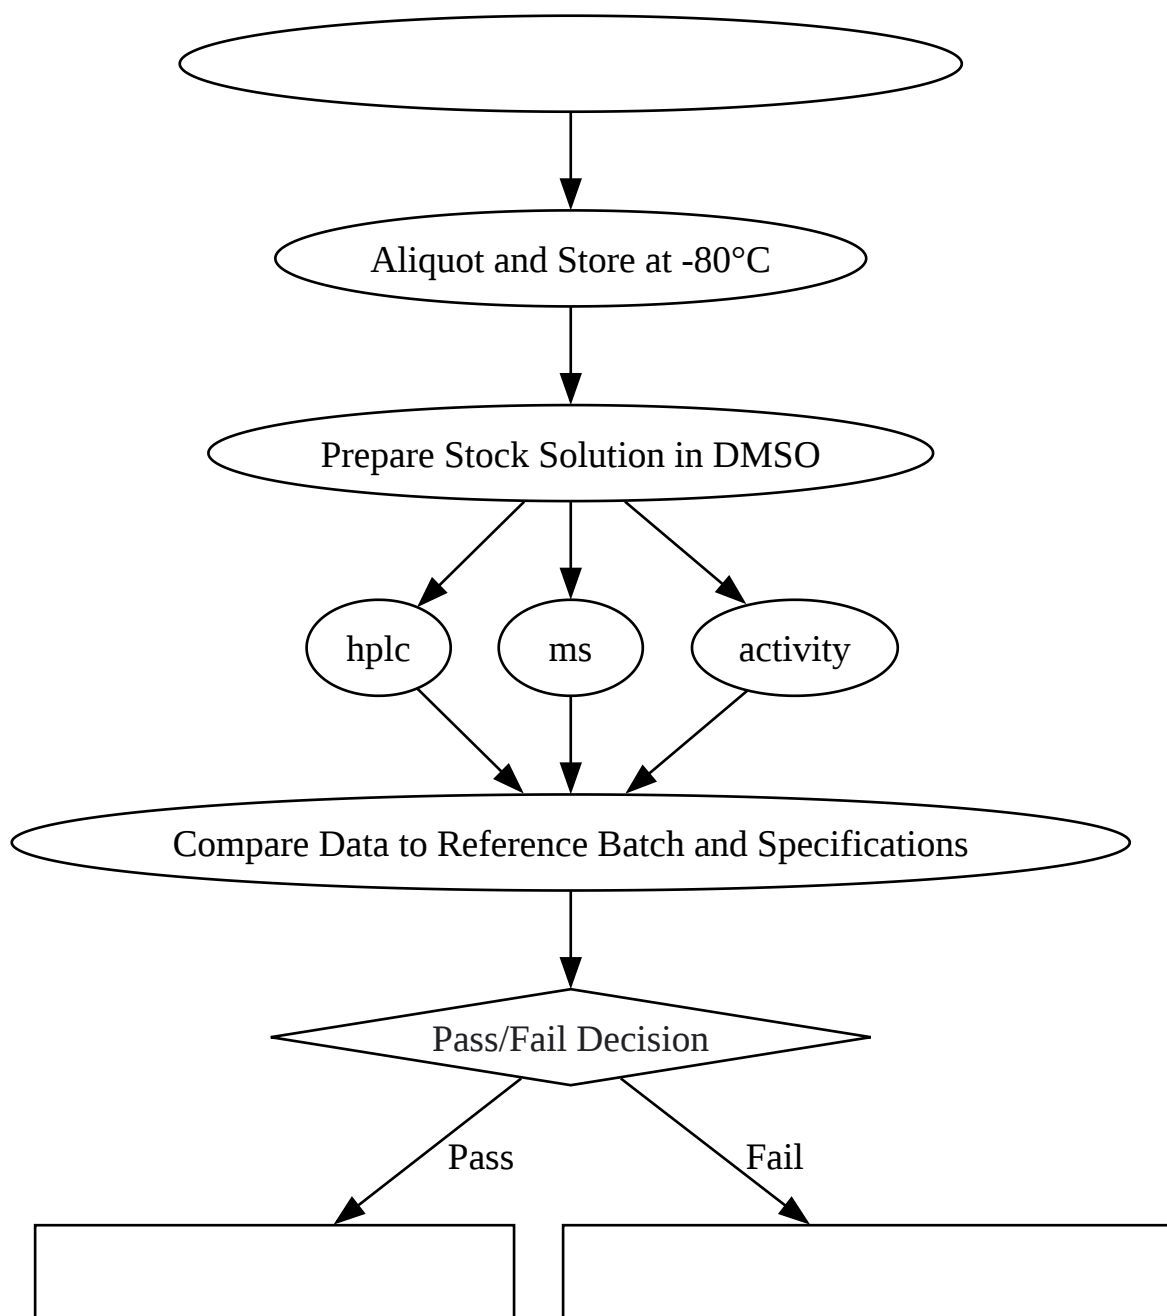 Aliquot and Store at -80°C
Prepare Stock Solution in DMSO
hplc
ms
activity
Compare Data to Reference Batch and Specifications
Pass/Fail Decision
Pass
Fail